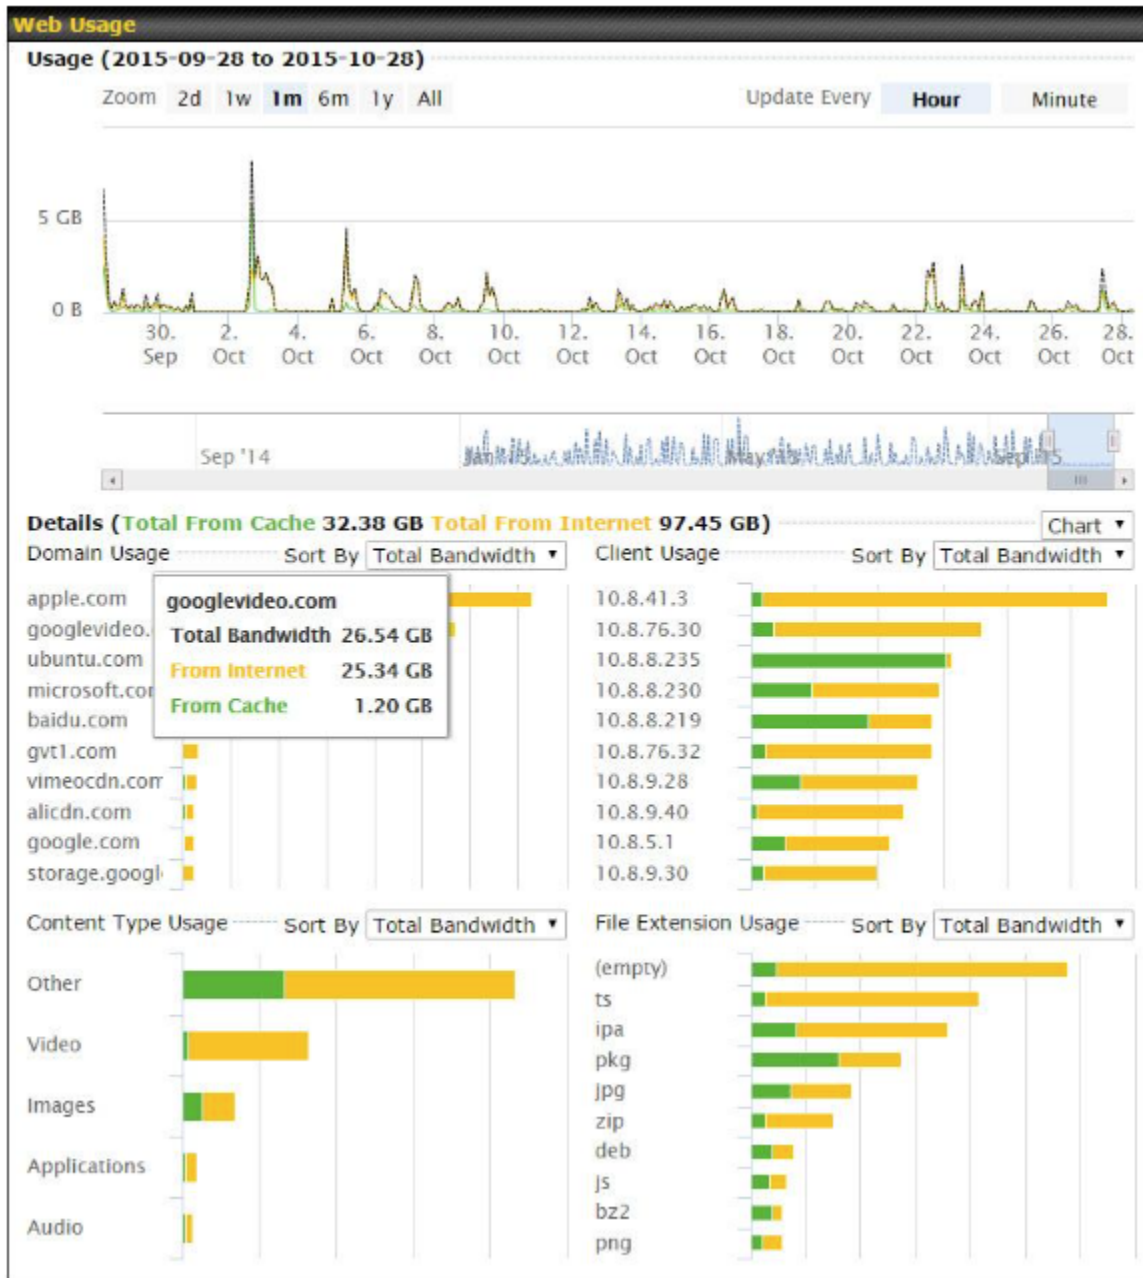 Web Usage
Usage (2015-09-28 to 2015-10-28)
Zoom 2d 1w 1m 6m 1y All Update Every Hour Minute
5 GB
0 B
30. Sep 2. Oct 4. Oct 6. Oct 8. Oct 10. Oct 12. Oct 14. Oct 16. Oct 18. Oct 20. Oct 22. Oct 24. Oct 26. Oct 28. Oct
Sep '14 Sep '15
Details (Total From Cache 32.38 GB Total From Internet 97.45 GB) Chart
Domain Usage Sort By Total Bandwidth
apple.com
googlevideo.
ubuntu.com
microsoft.com
baidu.com
gvt1.com
vimeocdn.com
alicdn.com
google.com
storage.googl
googlevideo.com
Total Bandwidth 26.54 GB
From Internet 25.34 GB
From Cache 1.20 GB
Client Usage Sort By Total Bandwidth
10.8.41.3
10.8.76.30
10.8.8.235
10.8.8.230
10.8.8.219
10.8.76.32
10.8.9.28
10.8.9.40
10.8.5.1
10.8.9.30
Content Type Usage Sort By Total Bandwidth
Other
Video
Images
Applications
Audio
File Extension Usage Sort By Total Bandwidth
(empty)
ts
ipa
pkg
jpg
zip
deb
js
bz2
png